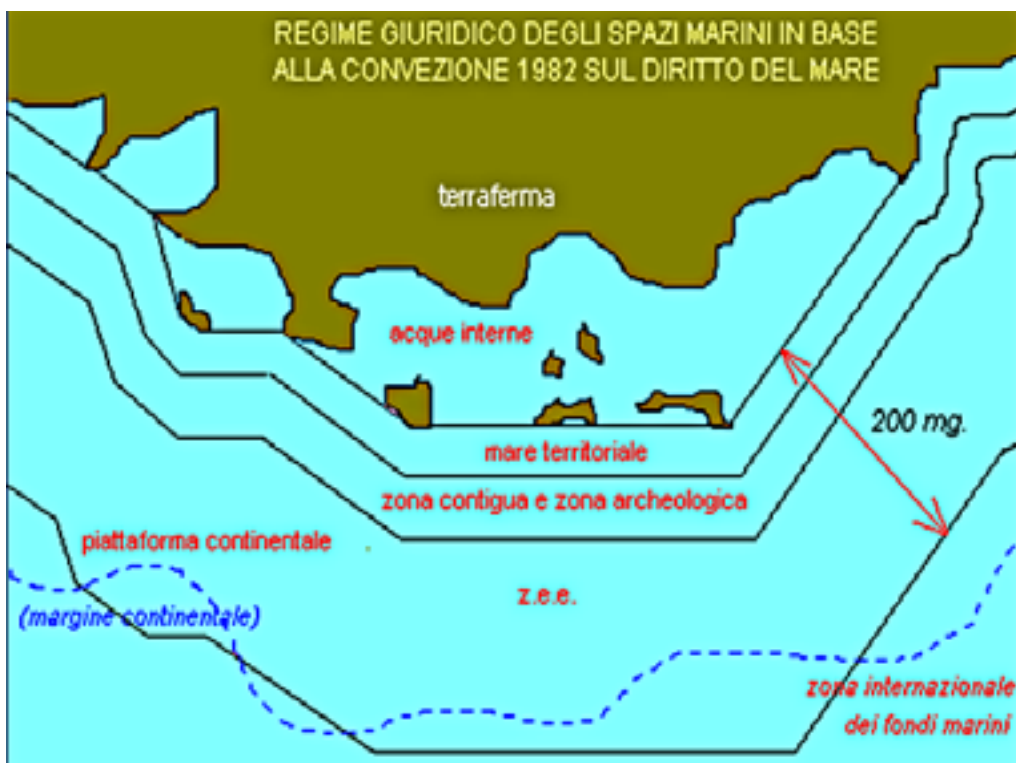 REGIME GIURIDICO DEGLI SPAZI MARINI IN BASE
ALLA CONVEZIONE 1982 SUL DIRITTO DEL MARE
terraferma
acque interne
200 mg.
mare territoriale
zona contigua e zona archeologica
piattaforma continentale
z.e.e.
(margine continentale)
zona internazionale
dei fondi marini